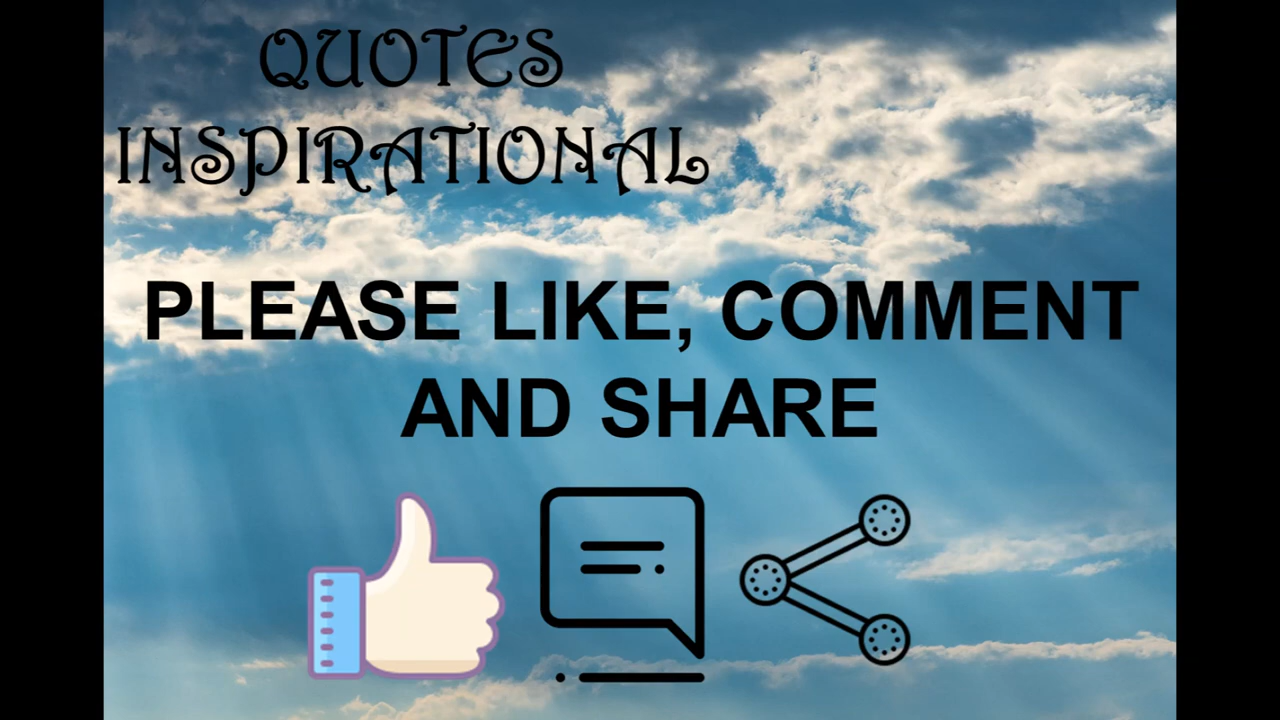 QUOTES
INSPIRATIONAL
PLEASE LIKE, COMMENT
AND SHARE